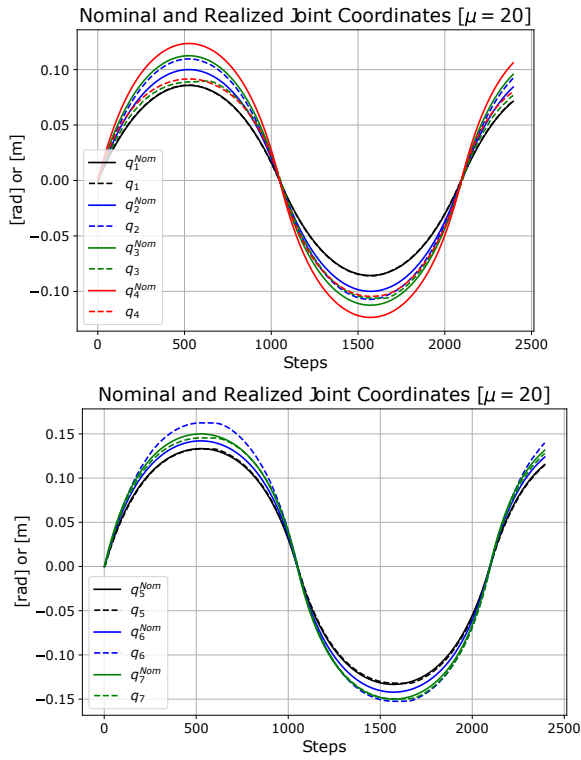 Nominal and Realized Joint Coordinates [μ = 20]
[rad] or [m]
0.10
0.05
0.00
−0.05
−0.10
q₁ᴺᵒᵐ
q₁
q₂ᴺᵒᵐ
q₂
q₃ᴺᵒᵐ
q₃
q₄ᴺᵒᵐ
q₄
0 500 1000 1500 2000 2500
Steps
Nominal and Realized Joint Coordinates [μ = 20]
[rad] or [m]
0.15
0.10
0.05
0.00
−0.05
−0.10
−0.15
q₅ᴺᵒᵐ
q₅
q₆ᴺᵒᵐ
q₆
q₇ᴺᵒᵐ
q₇
0 500 1000 1500 2000 2500
Steps